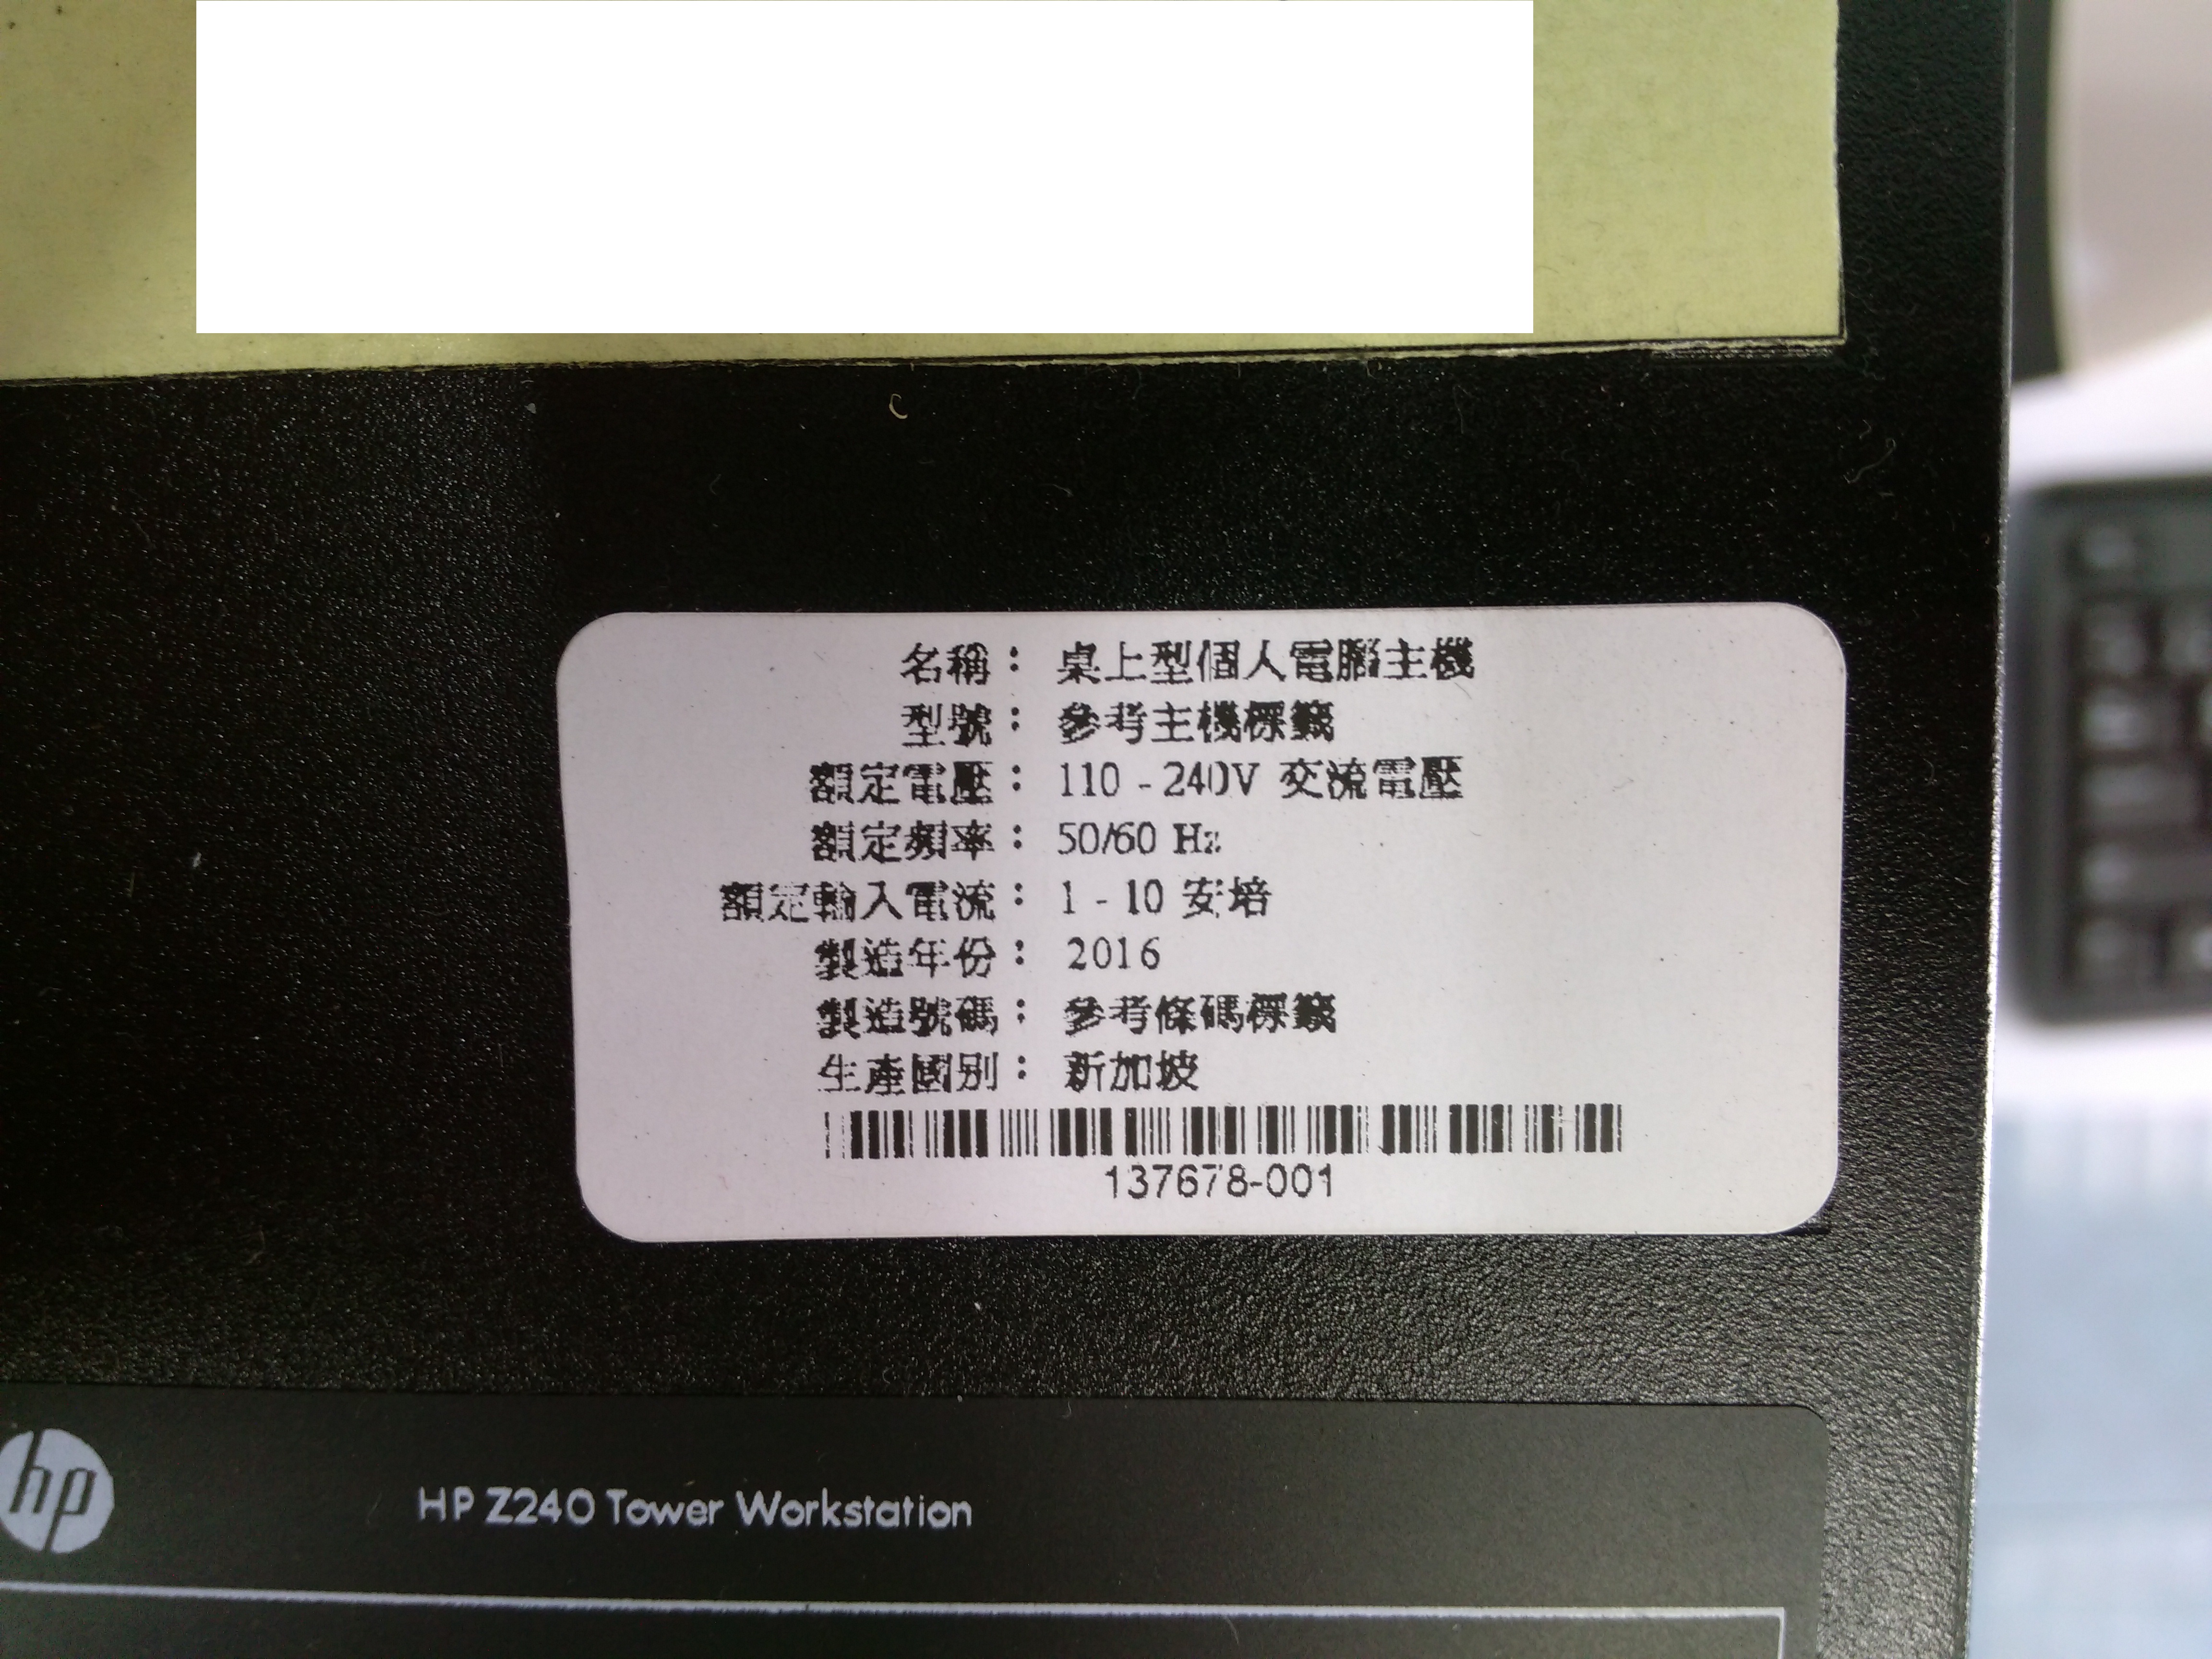 名稱： 桌上型個人電腦主機
型號： 參考主機標籤
額定電壓： 110 - 240V 交流電壓
額定頻率： 50/60 Hz
額定輸入電流： 1 - 10 安培
製造年份： 2016
製造號碼： 參考條碼標籤
生產國別： 新加坡
137678-001
hp
HP Z240 Tower Workstation